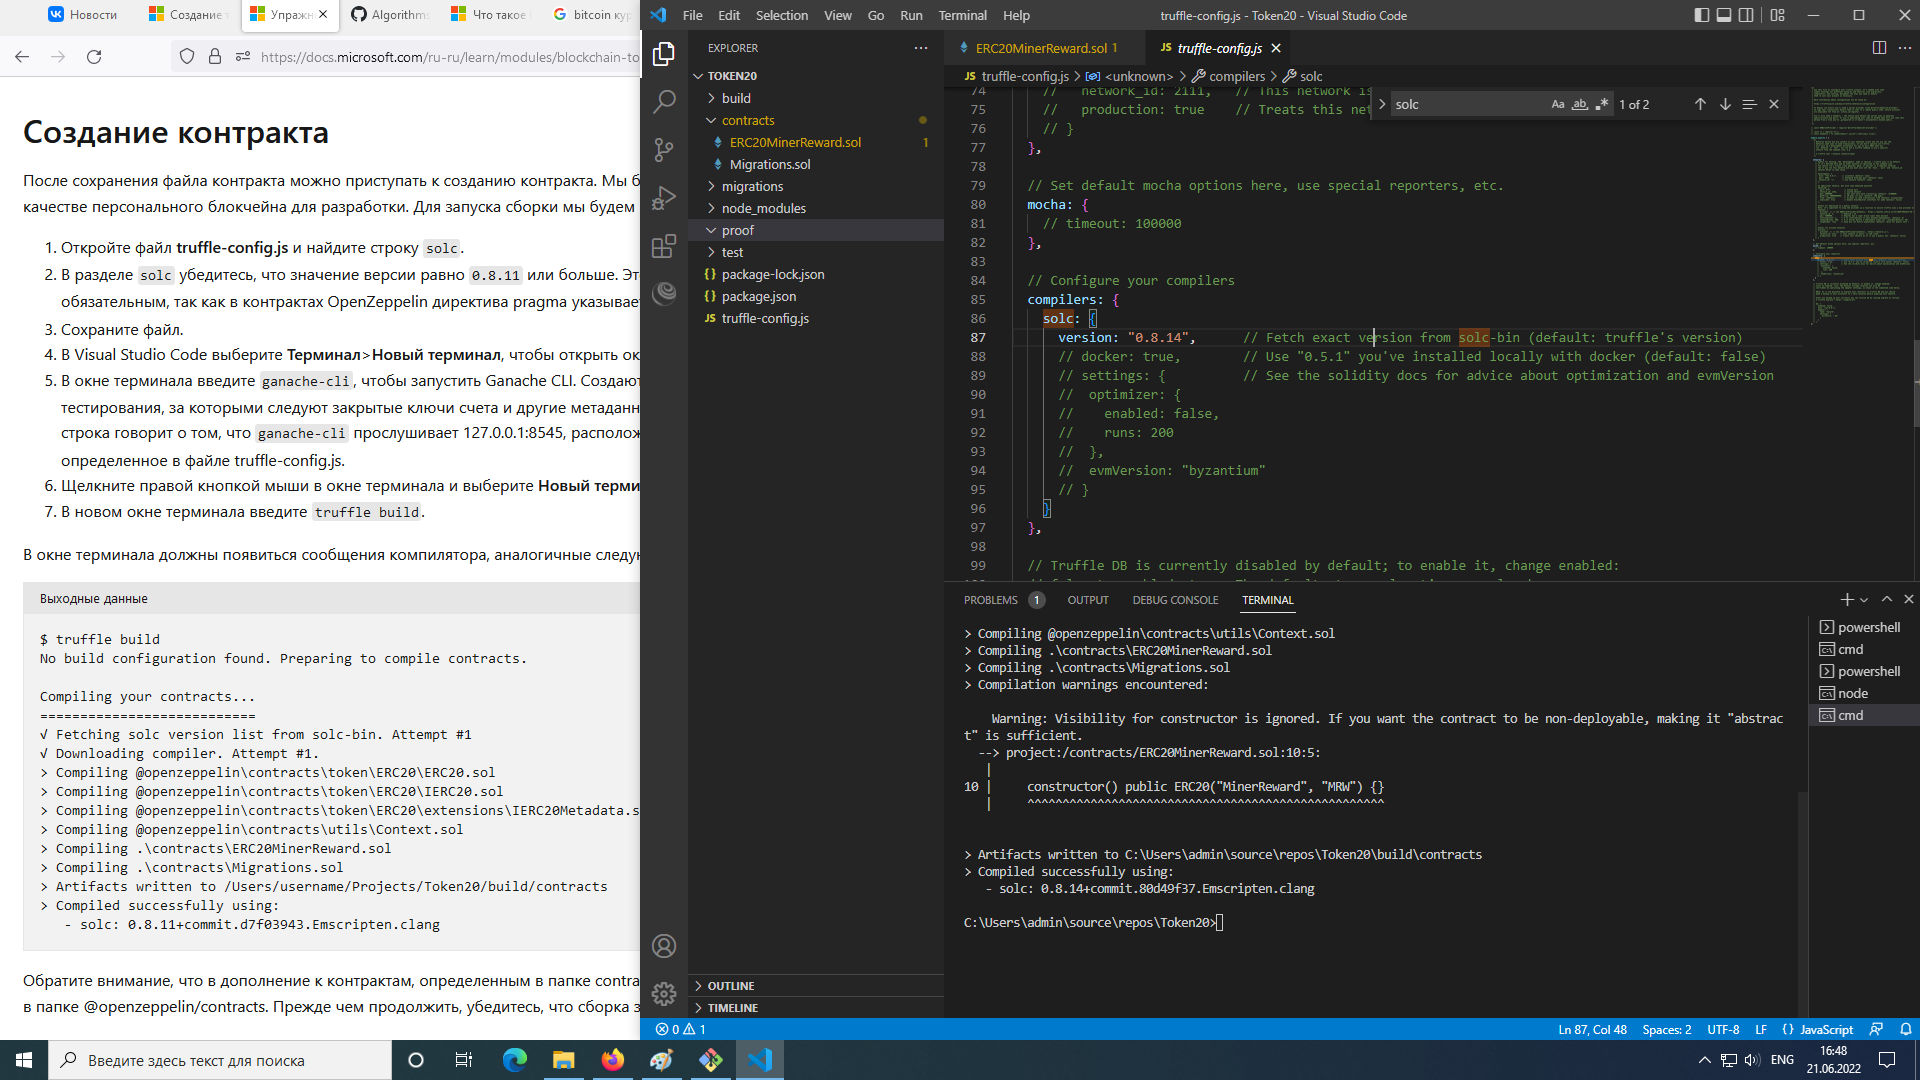 Новости
Создание т
Упражн
Algorithms
Что такое
bitcoin кур
https://docs.microsoft.com/ru-ru/learn/modules/blockchain-to
Создание контракта
После сохранения файла контракта можно приступать к созданию контракта. Мы б
качестве персонального блокчейна для разработки. Для запуска сборки мы будем
1. Откройте файл truffle-config.js и найдите строку solc.
2. В разделе solc убедитесь, что значение версии равно 0.8.11 или больше. Эт
обязательным, так как в контрактах OpenZeppelin директива pragma указывает
3. Сохраните файл.
4. В Visual Studio Code выберите Терминал>Новый терминал, чтобы открыть ок
5. В окне терминала введите ganache-cli, чтобы запустить Ganache CLI. Создают
тестирования, за которыми следуют закрытые ключи счета и другие метаданн
строка говорит о том, что ganache-cli прослушивает 127.0.0.1:8545, располож
определенное в файле truffle-config.js.
6. Щелкните правой кнопкой мыши в окне терминала и выберите Новый терми
7. В новом окне терминала введите truffle build.
В окне терминала должны появиться сообщения компилятора, аналогичные следую
Выходные данные
$ truffle build
No build configuration found. Preparing to compile contracts.
Compiling your contracts...
===========================
√ Fetching solc version list from solc-bin. Attempt #1
√ Downloading compiler. Attempt #1.
> Compiling @openzeppelin\contracts\token\ERC20\ERC20.sol
> Compiling @openzeppelin\contracts\token\ERC20\IERC20.sol
> Compiling @openzeppelin\contracts\token\ERC20\extensions\IERC20Metadata.s
> Compiling @openzeppelin\contracts\utils\Context.sol
> Compiling .\contracts\ERC20MinerReward.sol
> Compiling .\contracts\Migrations.sol
> Artifacts written to /Users/username/Projects/Token20/build/contracts
> Compiled successfully using:
- solc: 0.8.11+commit.d7f03943.Emscripten.clang
Обратите внимание, что в дополнение к контрактам, определенным в папке contra
в папке @openzeppelin/contracts. Прежде чем продолжить, убедитесь, что сборка з
File Edit Selection View Go Run Terminal Help
truffle-config.js - Token20 - Visual Studio Code
EXPLORER
TOKEN20
build
contracts
ERC20MinerReward.sol 1
Migrations.sol
migrations
node_modules
proof
test
{} package-lock.json
{} package.json
JS truffle-config.js
OUTLINE
TIMELINE
ERC20MinerReward.sol 1
JS truffle-config.js
JS truffle-config.js > <unknown> > compilers > solc
solc
Aa ab .* 1 of 2
74 // network_id: 2111, // This network is
75 // production: true // Treats this net
76 // }
77 },
78
79 // Set default mocha options here, use special reporters, etc.
80 mocha: {
81 // timeout: 100000
82 },
83
84 // Configure your compilers
85 compilers: {
86 solc: {
87 version: "0.8.14", // Fetch exact version from solc-bin (default: truffle's version)
88 // docker: true, // Use "0.5.1" you've installed locally with docker (default: false)
89 // settings: { // See the solidity docs for advice about optimization and evmVersion
90 // optimizer: {
91 // enabled: false,
92 // runs: 200
93 // },
94 // evmVersion: "byzantium"
95 // }
96 }
97 },
98
99 // Truffle DB is currently disabled by default; to enable it, change enabled:
PROBLEMS 1 OUTPUT DEBUG CONSOLE TERMINAL
> Compiling @openzeppelin\contracts\utils\Context.sol
> Compiling .\contracts\ERC20MinerReward.sol
> Compiling .\contracts\Migrations.sol
> Compilation warnings encountered:
Warning: Visibility for constructor is ignored. If you want the contract to be non-deployable, making it "abstrac
t" is sufficient.
--> project:/contracts/ERC20MinerReward.sol:10:5:
|
10 | constructor() public ERC20("MinerReward", "MRW") {}
| ^^^^^^^^^^^^^^^^^^^^^^^^^^^^^^^^^^^^^^^^^^^^^^^^^^^
> Artifacts written to C:\Users\admin\source\repos\Token20\build\contracts
> Compiled successfully using:
- solc: 0.8.14+commit.80d49f37.Emscripten.clang
C:\Users\admin\source\repos\Token20>
powershell
cmd
powershell
node
cmd
0 1
Ln 87, Col 48 Spaces: 2 UTF-8 LF {} JavaScript
Введите здесь текст для поиска
ENG
16:48
21.06.2022